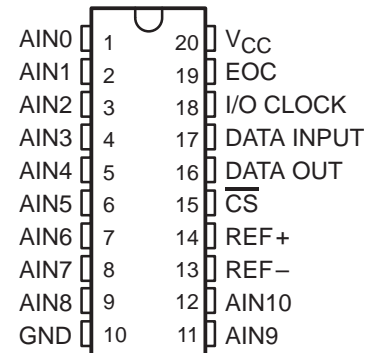 AIN0 1 20 VCC
AIN1 2 19 EOC
AIN2 3 18 I/O CLOCK
AIN3 4 17 DATA INPUT
AIN4 5 16 DATA OUT
AIN5 6 15 CS
AIN6 7 14 REF+
AIN7 8 13 REF–
AIN8 9 12 AIN10
GND 10 11 AIN9